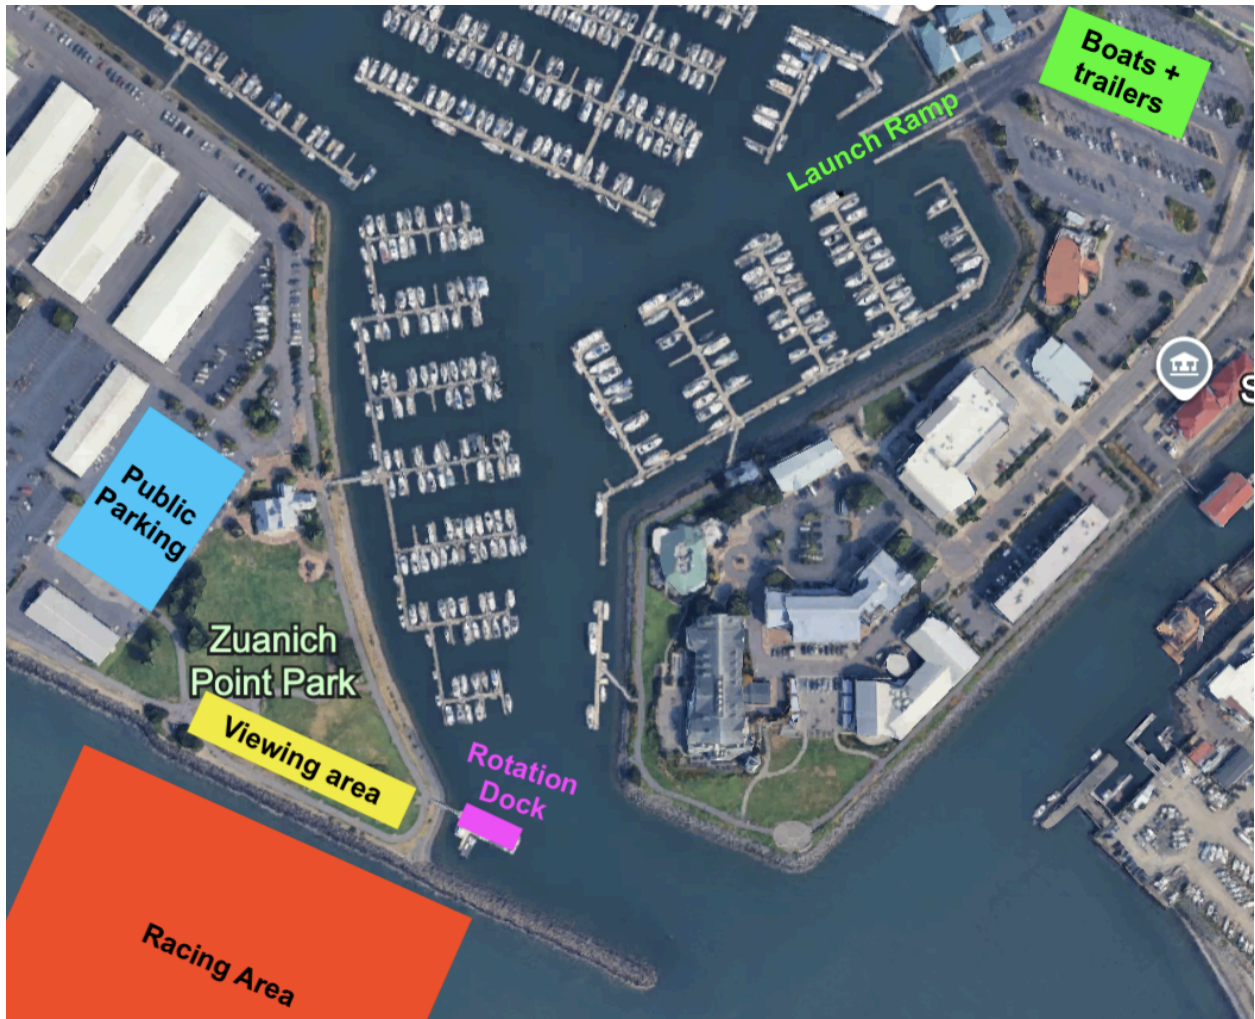 Boats +
trailers
Launch Ramp
S
Public
Parking
Zuanich
Point Park
Viewing area
Rotation
Dock
Racing Area